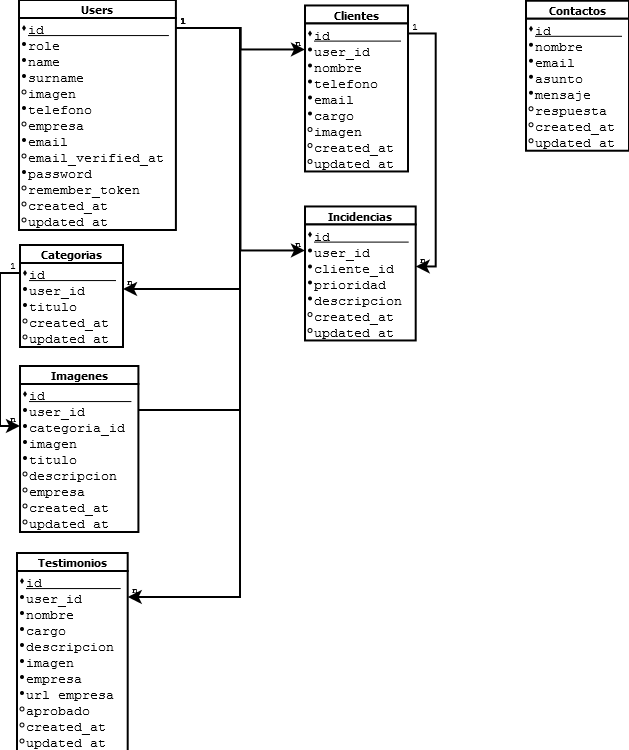 Users
id
role
name
surname
imagen
telefono
empresa
email
email_verified_at
password
remember_token
created_at
updated_at
1
Clientes
id
user_id
nombre
telefono
email
cargo
imagen
created_at
updated_at
n
1
Contactos
id
nombre
email
asunto
mensaje
respuesta
created_at
updated_at
Incidencias
id
user_id
cliente_id
prioridad
descripcion
created_at
updated_at
n
n
Categorias
id
user_id
titulo
created_at
updated_at
1
n
Imagenes
id
user_id
categoria_id
imagen
titulo
descripcion
empresa
created_at
updated_at
n
Testimonios
id
user_id
nombre
cargo
descripcion
imagen
empresa
url empresa
aprobado
created_at
updated_at
n